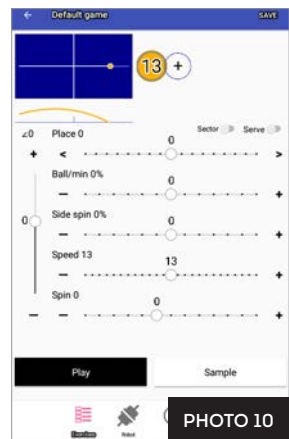 Default game SAVE
13 +
∠0 Place 0 0 Sector Serve
+ < >
Ball/min 0% 0
− +
0 Side spin 0% 0
− +
Speed 13 13
− +
Spin 0 0
− − +
Play Sample
Exercises Robot
PHOTO 10